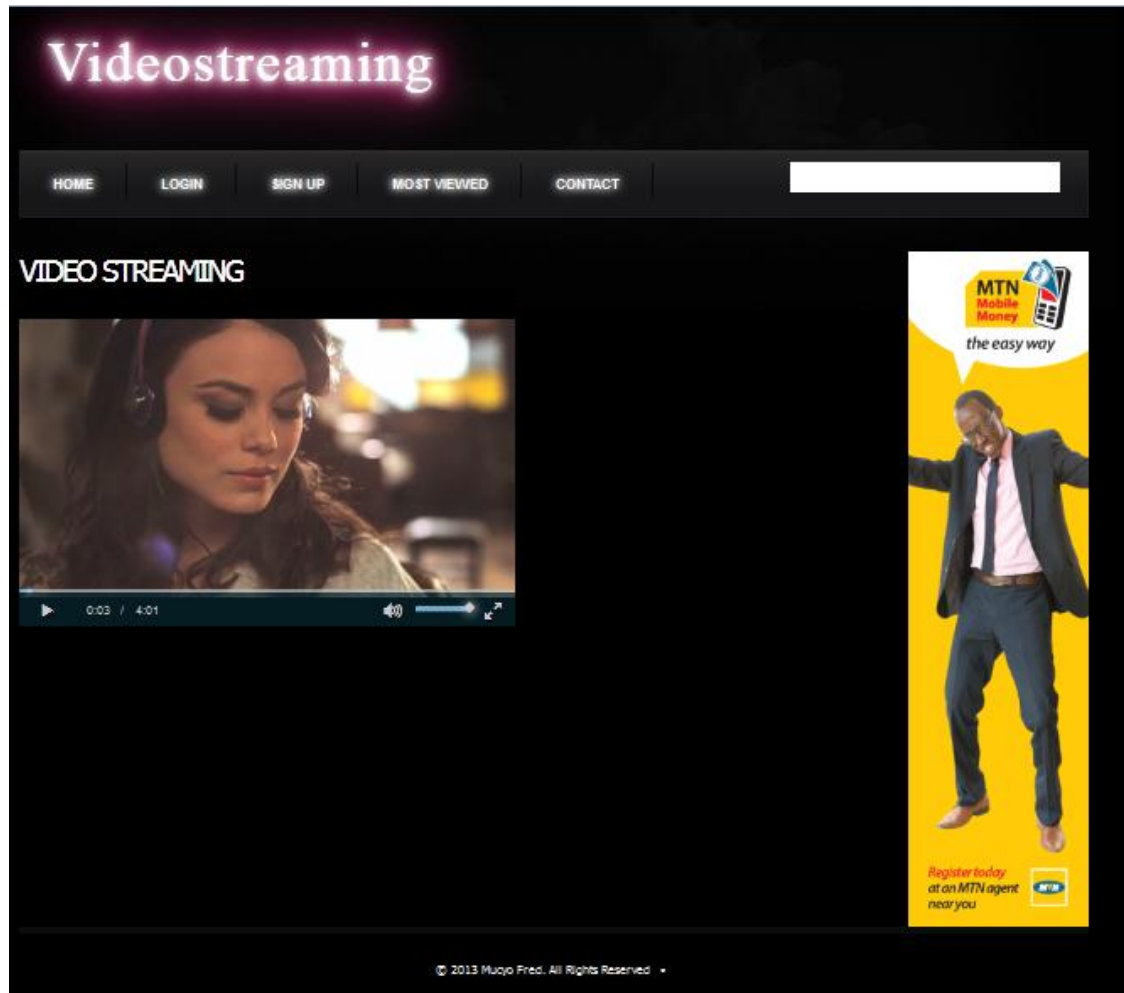 Videostreaming
HOME
LOGIN
SIGN UP
MOST VIEWED
CONTACT
VIDEO STREAMING
0:03 / 4:01
MTN
Mobile
Money
the easy way
Register today
at an MTN agent
near you
MTN
© 2013 Mucyo Fred. All Rights Reserved •